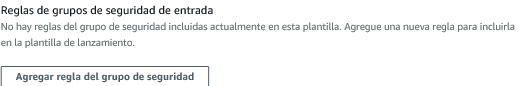 Reglas de grupos de seguridad de entrada
No hay reglas del grupo de seguridad incluidas actualmente en esta plantilla. Agregue una nueva regla para incluirla
en la plantilla de lanzamiento.
Agregar regla del grupo de seguridad